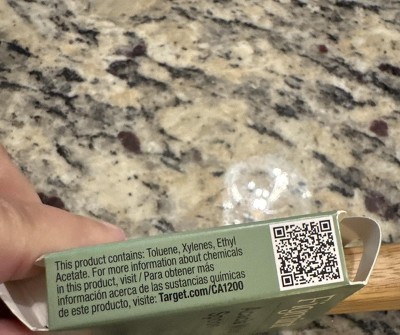 This product contains: Toluene, Xylenes, Ethyl
Acetate. For more information about chemicals
in this product, visit / Para obtener más
información acerca de las sustancias químicas
de este producto, visite: Target.com/CA1200